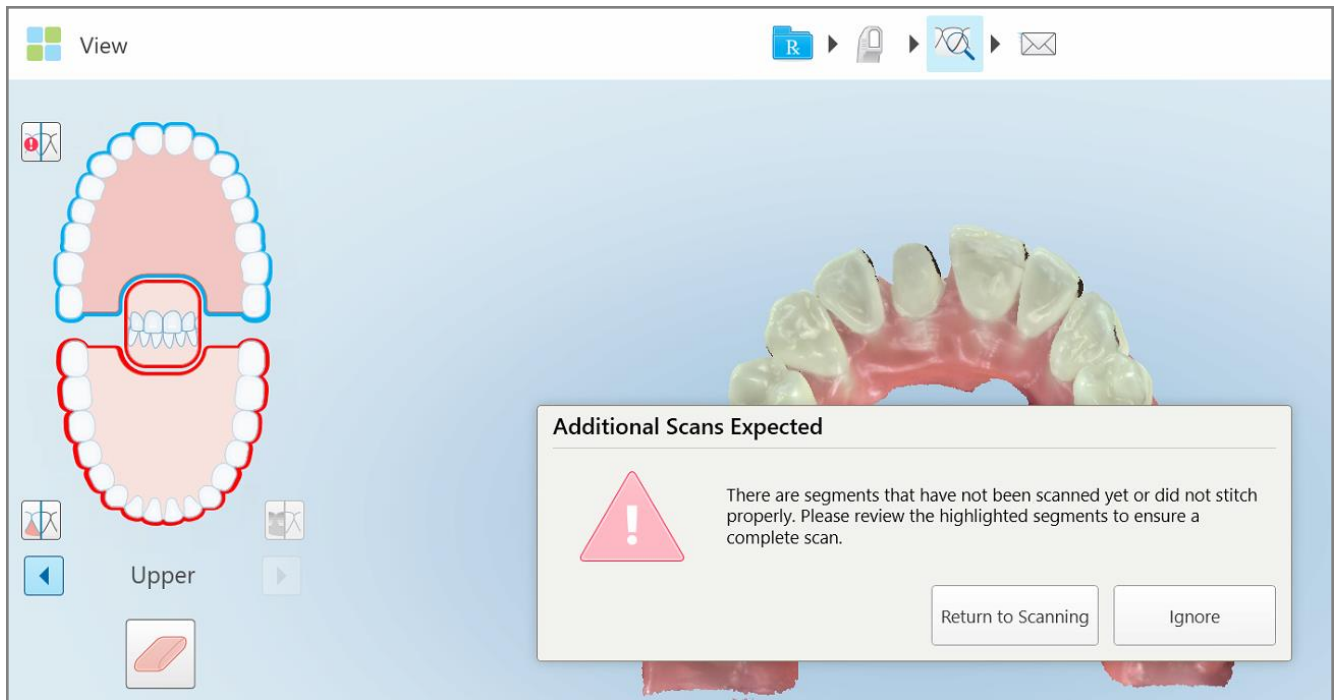 View
R
Additional Scans Expected
There are segments that have not been scanned yet or did not stitch
properly. Please review the highlighted segments to ensure a
complete scan.
Upper
Return to Scanning
Ignore